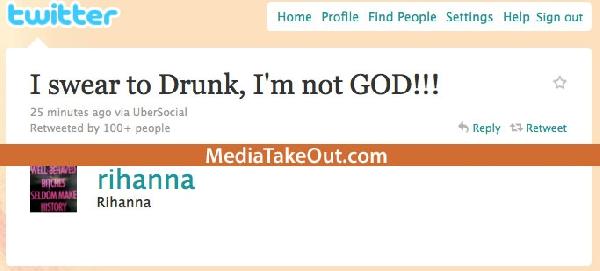 twitter
Home Profile Find People Settings Help Sign out
I swear to Drunk, I'm not GOD!!!
25 minutes ago via UberSocial
Retweeted by 100+ people
Reply Retweet
MediaTakeOut.com
WELL BEHAVED
BITCHES
SELDOM MAKE
HISTORY
rihanna
Rihanna